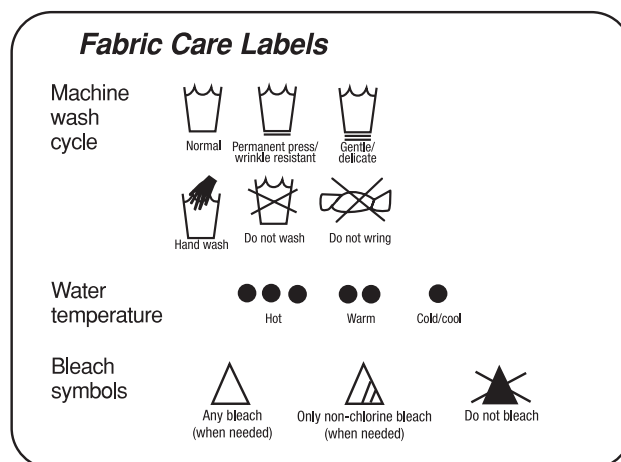 Fabric Care Labels
Machine
wash
cycle
Normal
Permanent press/
wrinkle resistant
Gentle/
delicate
Hand wash
Do not wash
Do not wring
Water
temperature
Hot
Warm
Cold/cool
Bleach
symbols
Any bleach
(when needed)
Only non-chlorine bleach
(when needed)
Do not bleach